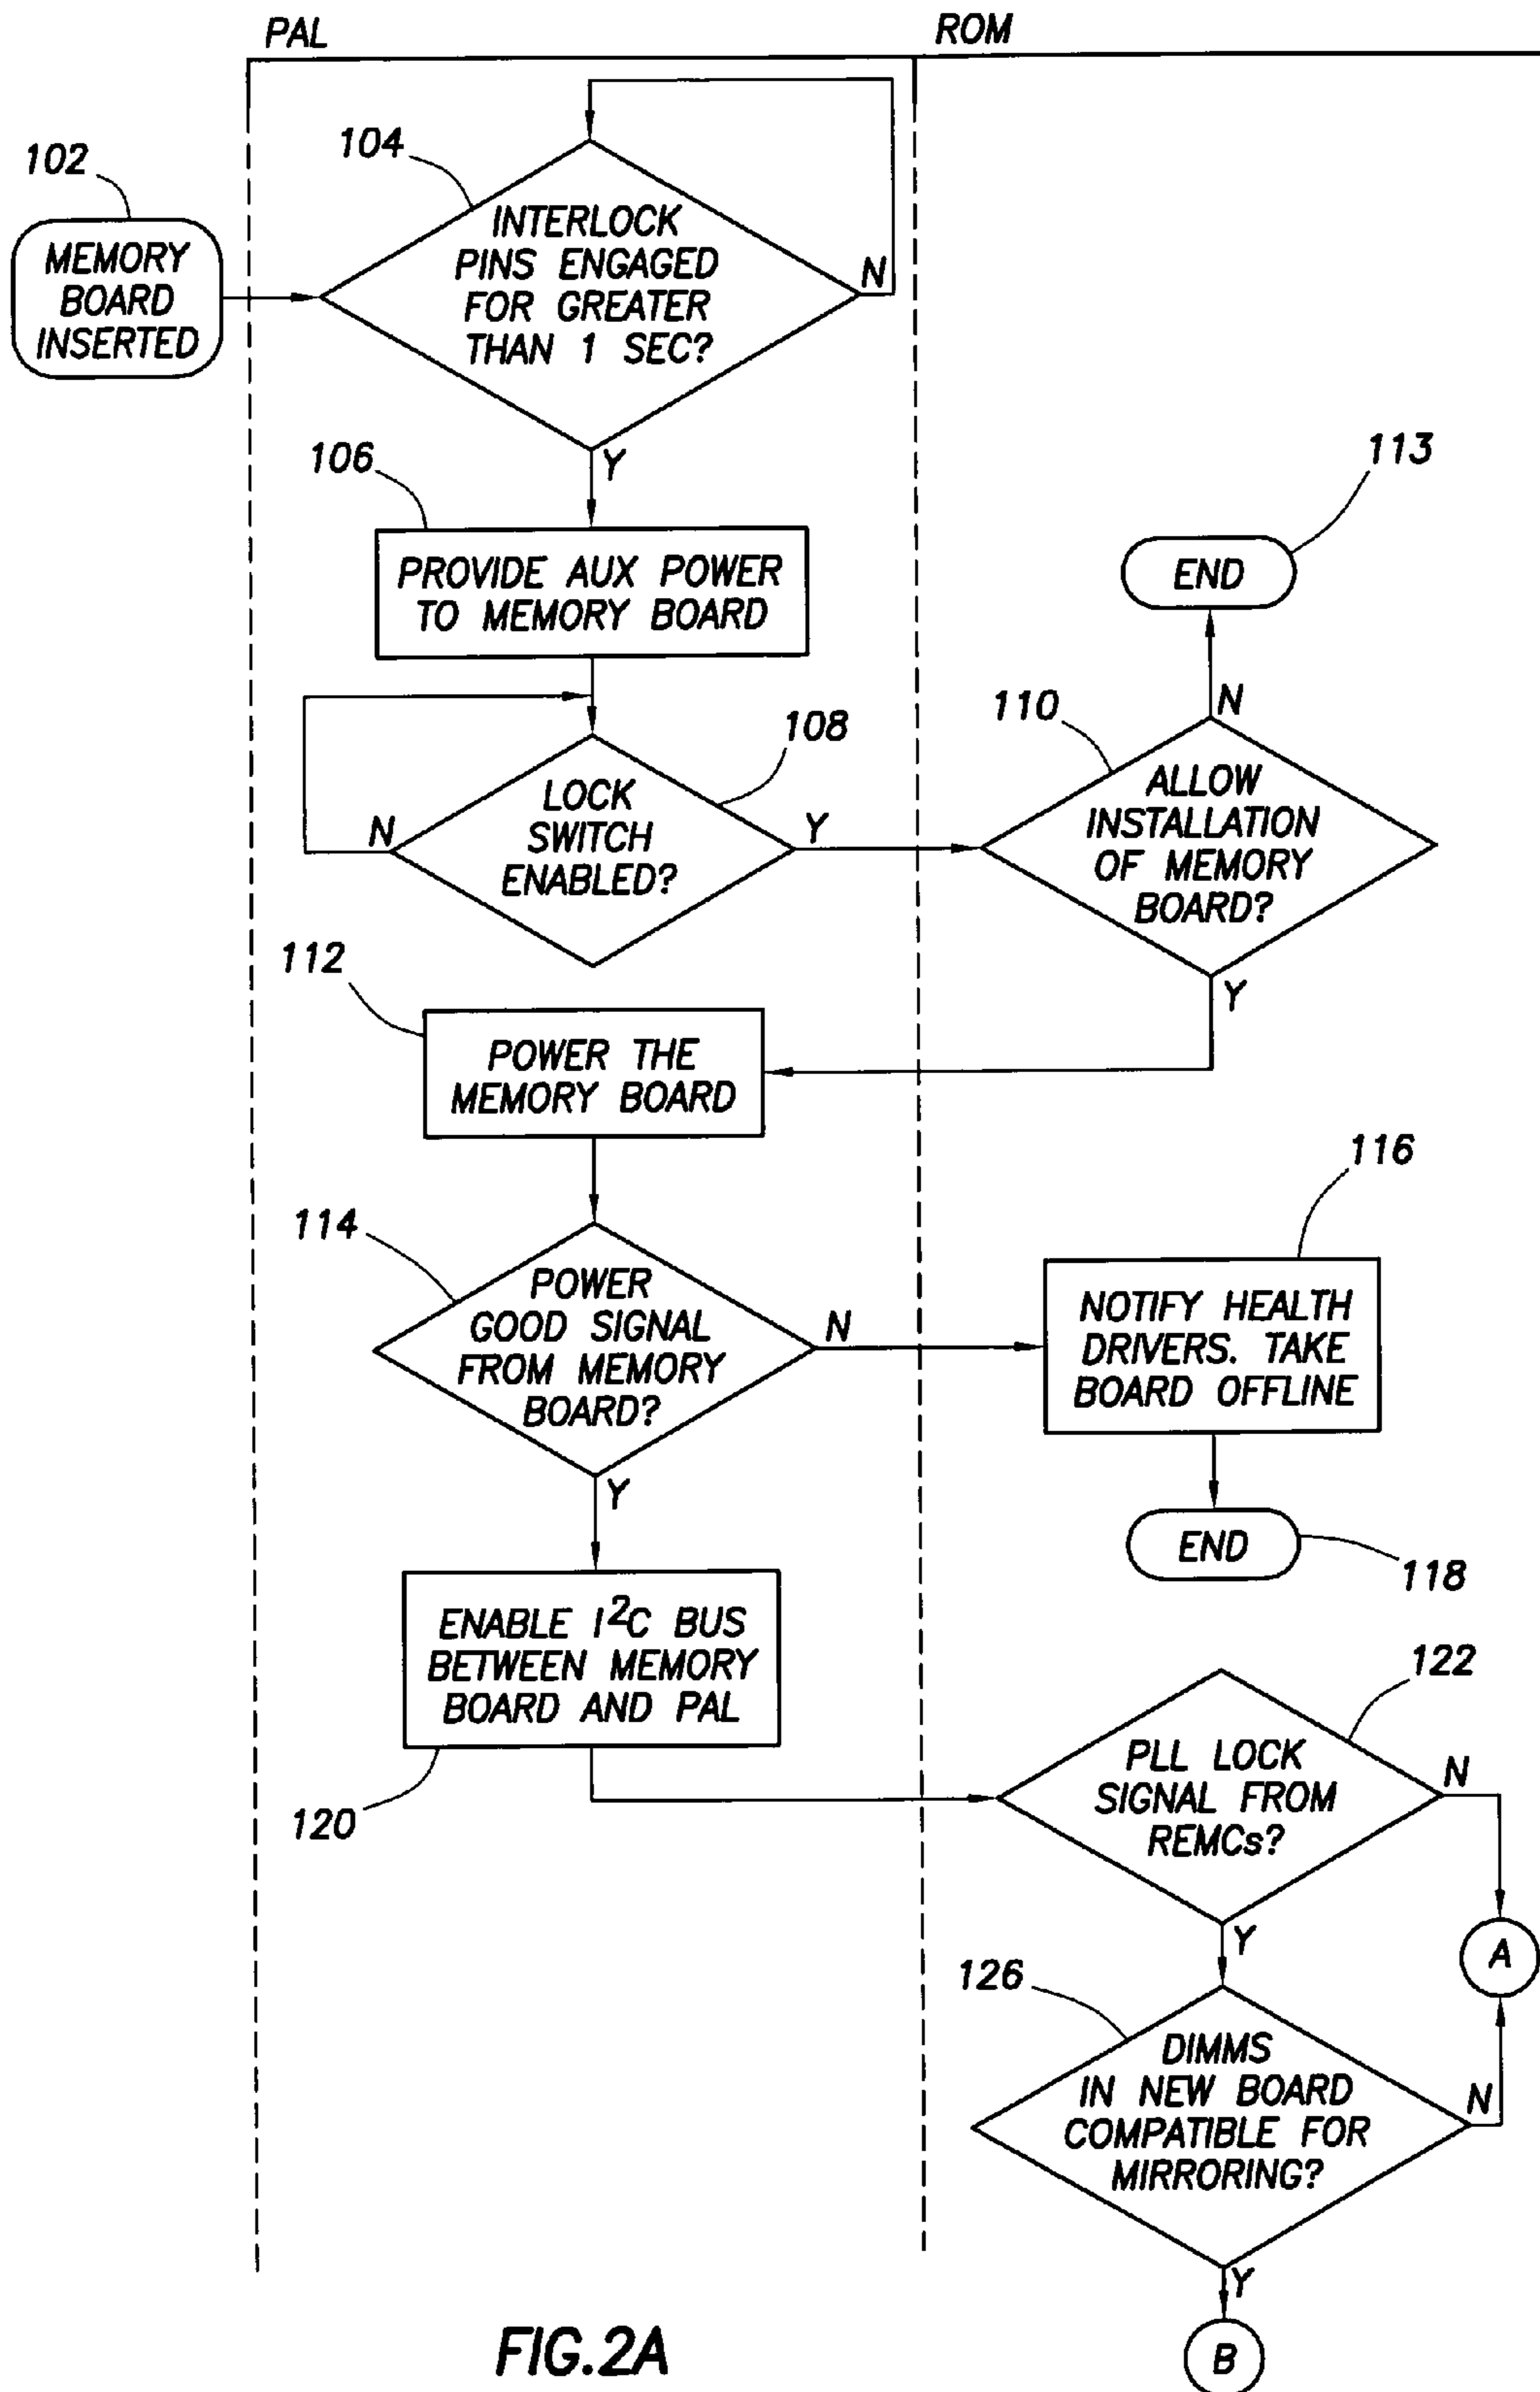 PAL
ROM
102
MEMORY
BOARD
INSERTED
104
INTERLOCK
PINS ENGAGED
FOR GREATER
THAN 1 SEC?
N
Y
106
PROVIDE AUX POWER
TO MEMORY BOARD
108
LOCK
SWITCH
ENABLED?
N
Y
113
END
N
110
ALLOW
INSTALLATION
OF MEMORY
BOARD?
Y
112
POWER THE
MEMORY BOARD
114
POWER
GOOD SIGNAL
FROM MEMORY
BOARD?
N
Y
116
NOTIFY HEALTH
DRIVERS. TAKE
BOARD OFFLINE
END
118
ENABLE I²C BUS
BETWEEN MEMORY
BOARD AND PAL
120
122
PLL LOCK
SIGNAL FROM
REMCs?
N
Y
A
126
DIMMS
IN NEW BOARD
COMPATIBLE FOR
MIRRORING?
N
Y
B
FIG.2A